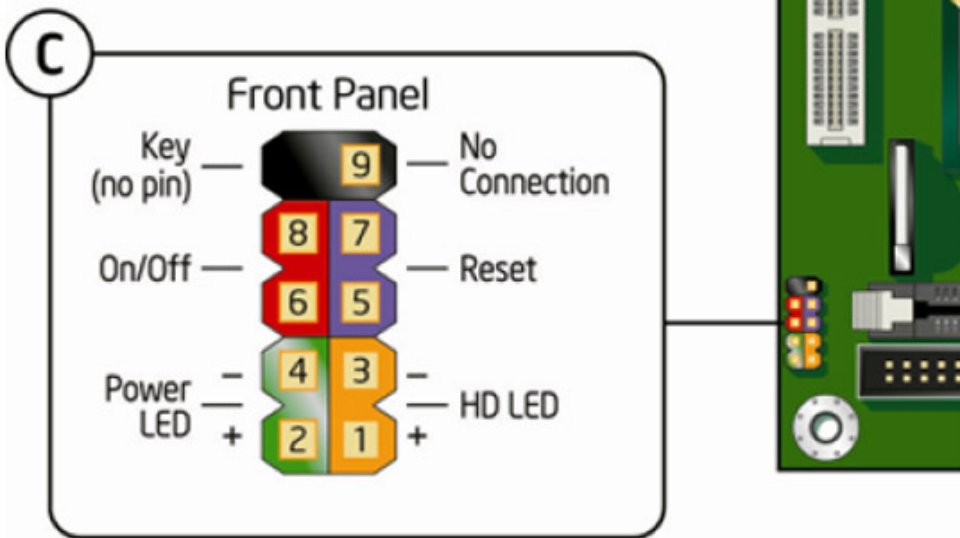 C
Front Panel
Key
(no pin)
9
No
Connection
8
7
On/Off
Reset
6
5
4
3
−
−
Power
LED
HD LED
+
2
1
+